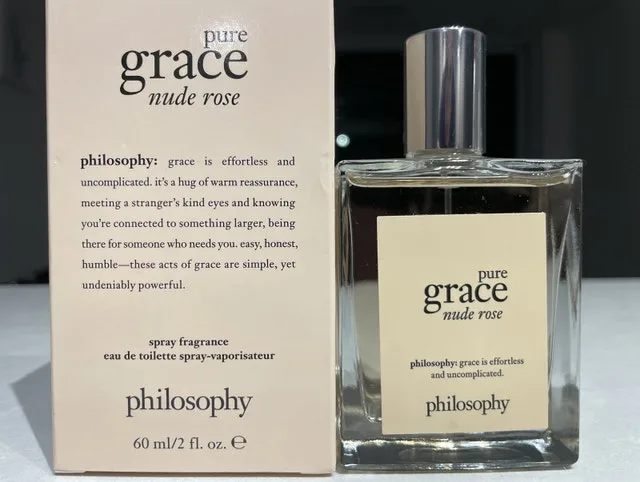 pure
grace
nude rose
philosophy: grace is effortless and
uncomplicated. it's a hug of warm reassurance,
meeting a stranger's kind eyes and knowing
you're connected to something larger, being
there for someone who needs you. easy, honest,
humble—these acts of grace are simple, yet
undeniably powerful.
spray fragrance
eau de toilette spray-vaporisateur
philosophy
60 ml/2 fl. oz. ℮
pure
grace
nude rose
philosophy: grace is effortless
and uncomplicated.
philosophy